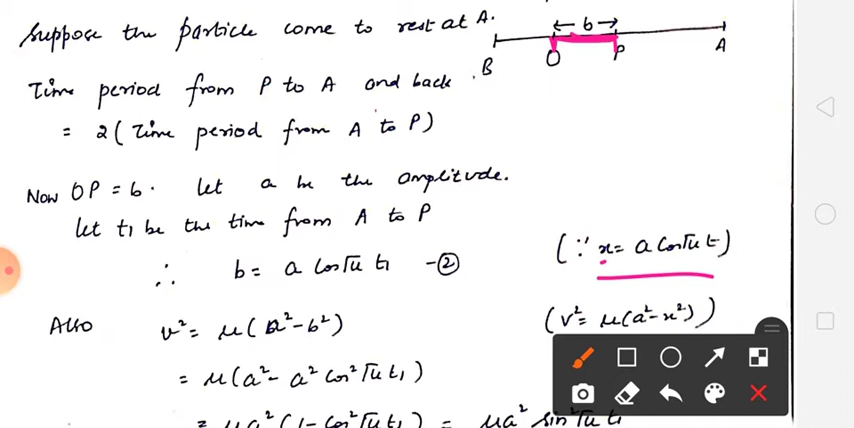 Suppose the particle come to rest at A.
← b →
B O P A
Time period from P to A and back.
= 2 ( Time period from A to P)
Now OP = b. Let a be the amplitude.
Let t₁ be the time from A to P
∴ b = a cos√μ t₁ -② (∵ x = a cos√μ t)
Also v² = μ(a²-b²) (v² = μ(a²-x²))
= μ(a² - a² cos²√μ t₁)
= μa² (1 - cos²√μ t₁) = μa² sin²√μ t₁